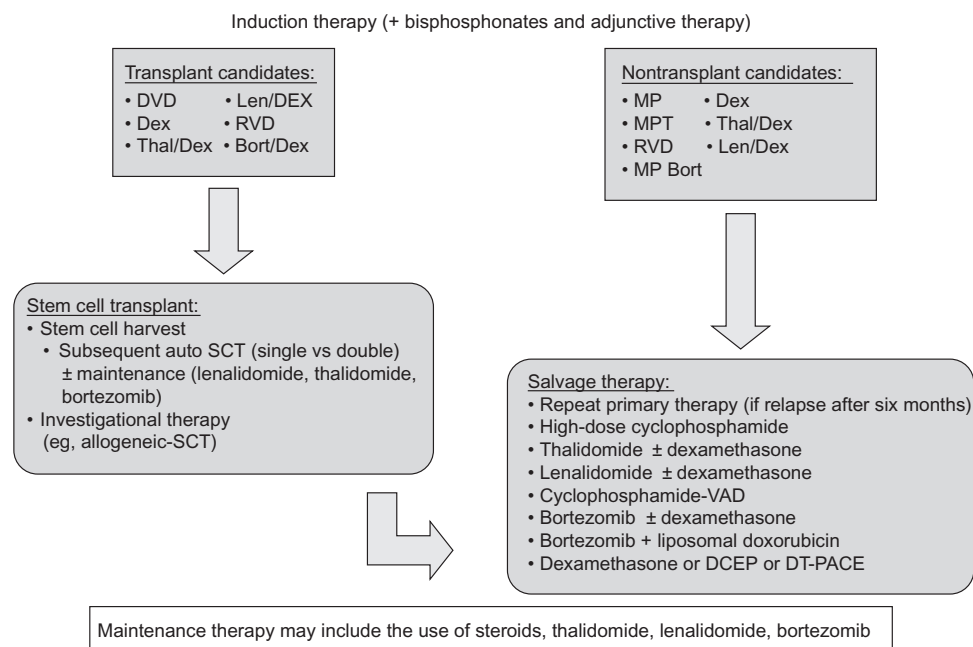 Induction therapy (+ bisphosphonates and adjunctive therapy)
Transplant candidates:
• DVD • Len/DEX
• Dex • RVD
• Thal/Dex • Bort/Dex
Nontransplant candidates:
• MP • Dex
• MPT • Thal/Dex
• RVD • Len/Dex
• MP Bort
Stem cell transplant:
• Stem cell harvest
• Subsequent auto SCT (single vs double)
± maintenance (lenalidomide, thalidomide,
bortezomib)
• Investigational therapy
(eg, allogeneic-SCT)
Salvage therapy:
• Repeat primary therapy (if relapse after six months)
• High-dose cyclophosphamide
• Thalidomide ± dexamethasone
• Lenalidomide ± dexamethasone
• Cyclophosphamide-VAD
• Bortezomib ± dexamethasone
• Bortezomib + liposomal doxorubicin
• Dexamethasone or DCEP or DT-PACE
Maintenance therapy may include the use of steroids, thalidomide, lenalidomide, bortezomib